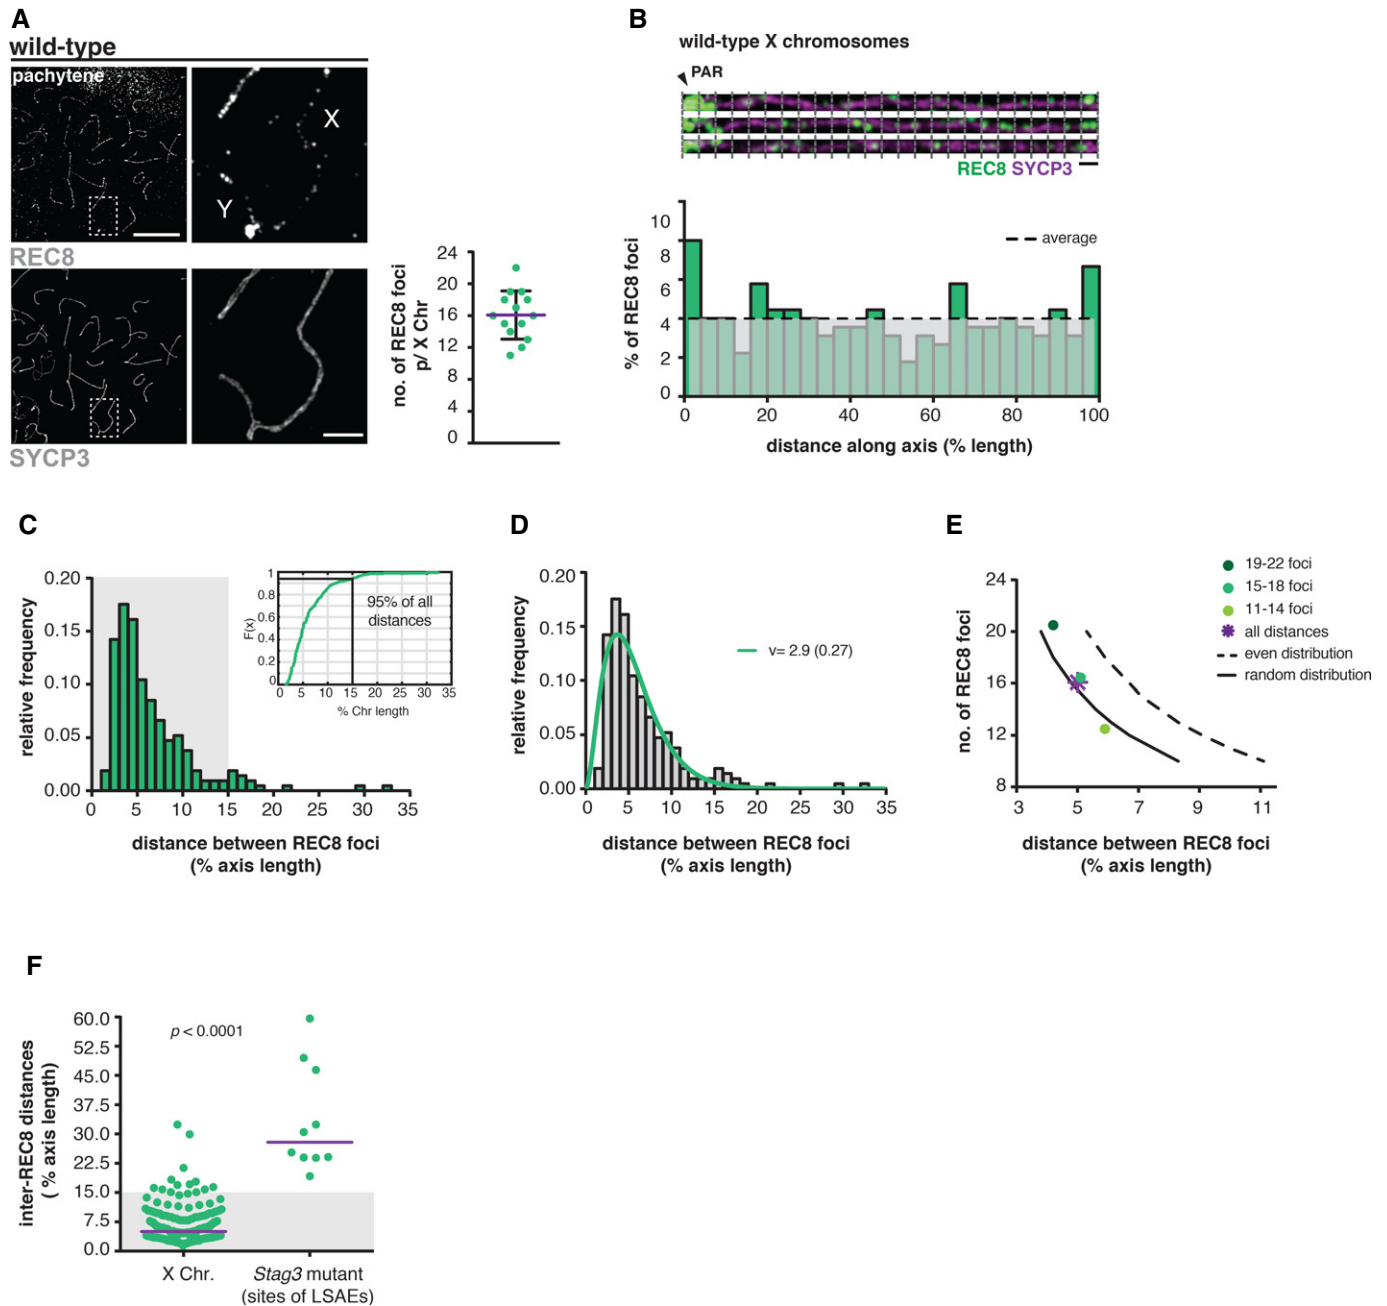 A
wild-type
pachytene
X
Y
REC8
SYCP3
no. of REC8 foci
p/ X Chr
24
20
16
12
8
4
0
B
wild-type X chromosomes
PAR
REC8 SYCP3
% of REC8 foci
10
8
6
4
2
0
average
0
20
40
60
80
100
distance along axis (% length)
C
relative frequency
0.20
0.15
0.10
0.05
0.00
0
5
10
15
20
25
30
35
distance between REC8 foci
(% axis length)
F(x)
1
0.8
0.6
0.4
0.2
0
95% of all
distances
0
5
10
15
20
25
30
35
% Chr length
D
relative frequency
0.20
0.15
0.10
0.05
0.00
v= 2.9 (0.27)
0
5
10
15
20
25
30
35
distance between REC8 foci
(% axis length)
E
no. of REC8 foci
24
20
16
12
8
3
5
7
9
11
distance between REC8 foci
(% axis length)
19-22 foci
15-18 foci
11-14 foci
all distances
even distribution
random distribution
F
inter-REC8 distances
( % axis length)
60.0
52.5
45.0
37.5
30.0
22.5
15.0
7.5
0.0
p < 0.0001
X Chr.
Stag3 mutant
(sites of LSAEs)